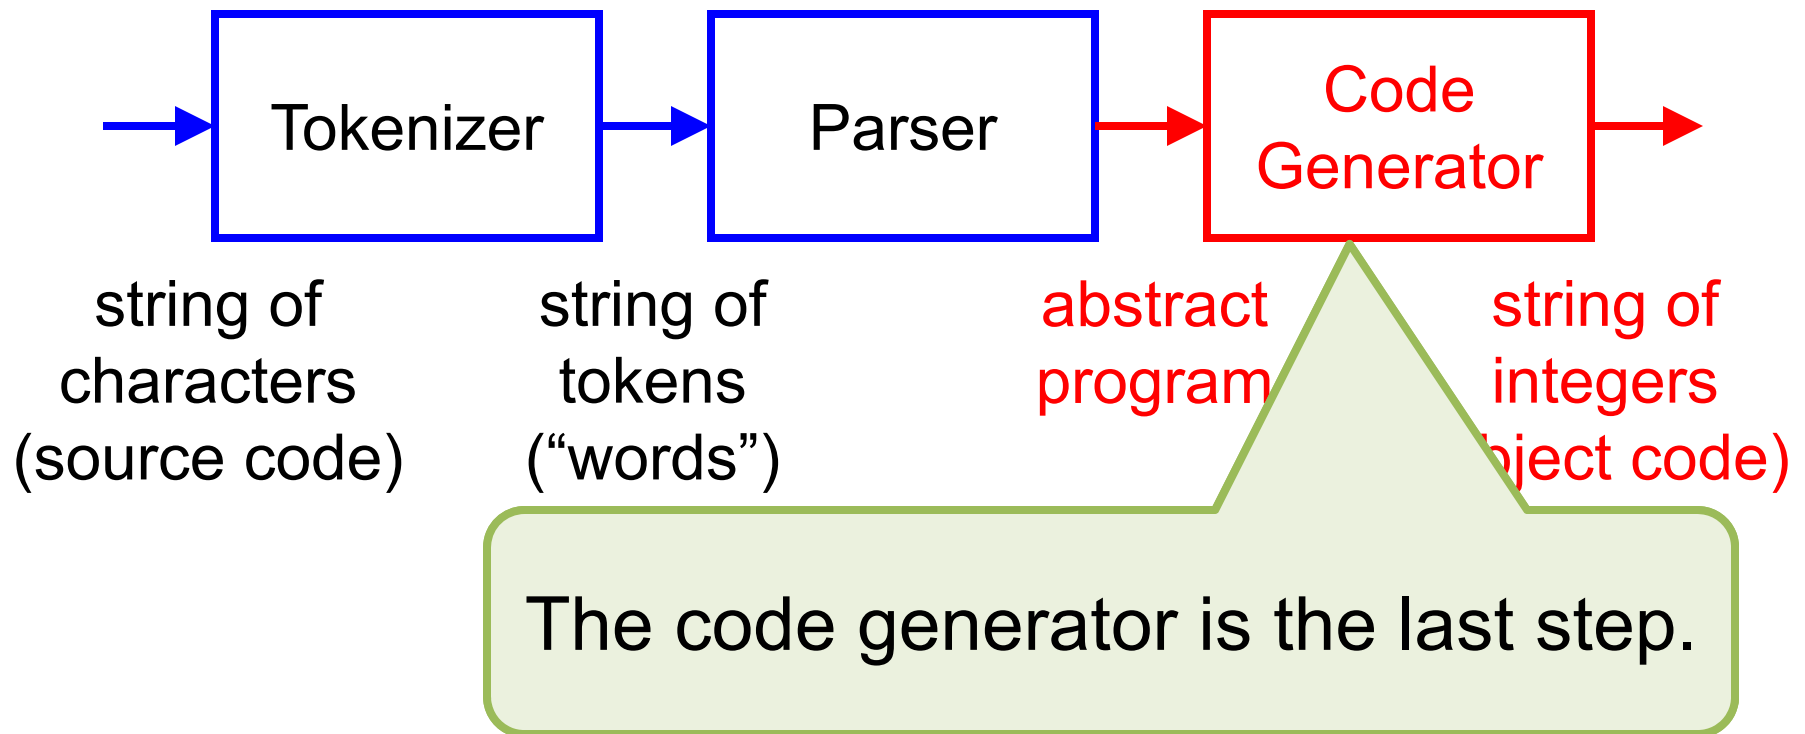 Tokenizer
Parser
Code
Generator
string of
characters
(source code)
string of
tokens
(“words”)
abstract
program
string of
integers
code)
The code generator is the last step.